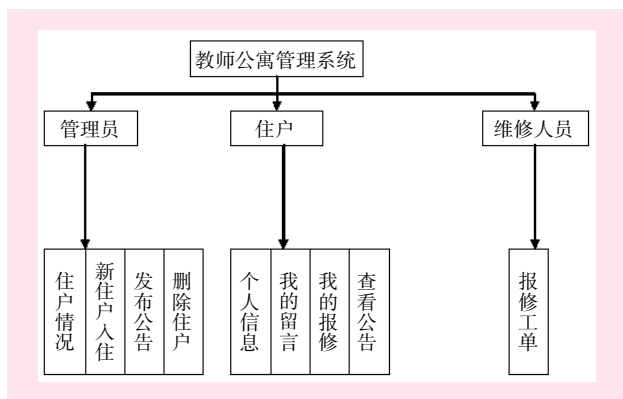 教师公寓管理系统
管理员
住户
维修人员
住户情况
新住户入住
发布公告
删除住户
个人信息
我的留言
我的报修
查看公告
报修工单